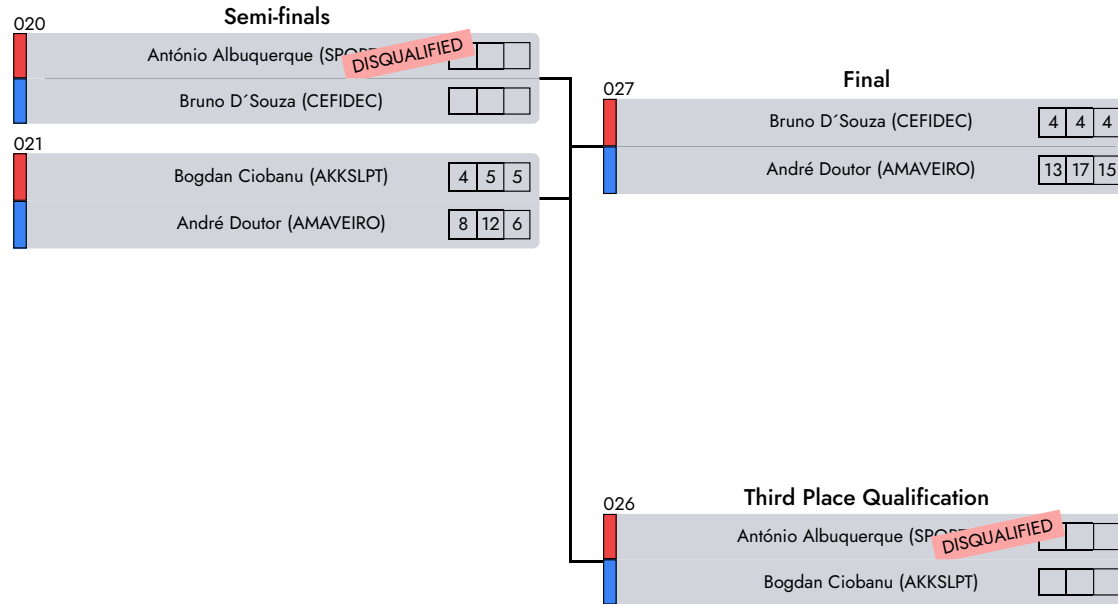 Semi-finals
020
António Albuquerque (SPO
DISQUALIFIED
Bruno D´Souza (CEFIDEC)
021
Bogdan Ciobanu (AKKSLPT) 4 5 5
André Doutor (AMAVEIRO) 8 12 6
Final
027
Bruno D´Souza (CEFIDEC) 4 4 4
André Doutor (AMAVEIRO) 13 17 15
Third Place Qualification
026
António Albuquerque (SPO
DISQUALIFIED
Bogdan Ciobanu (AKKSLPT)